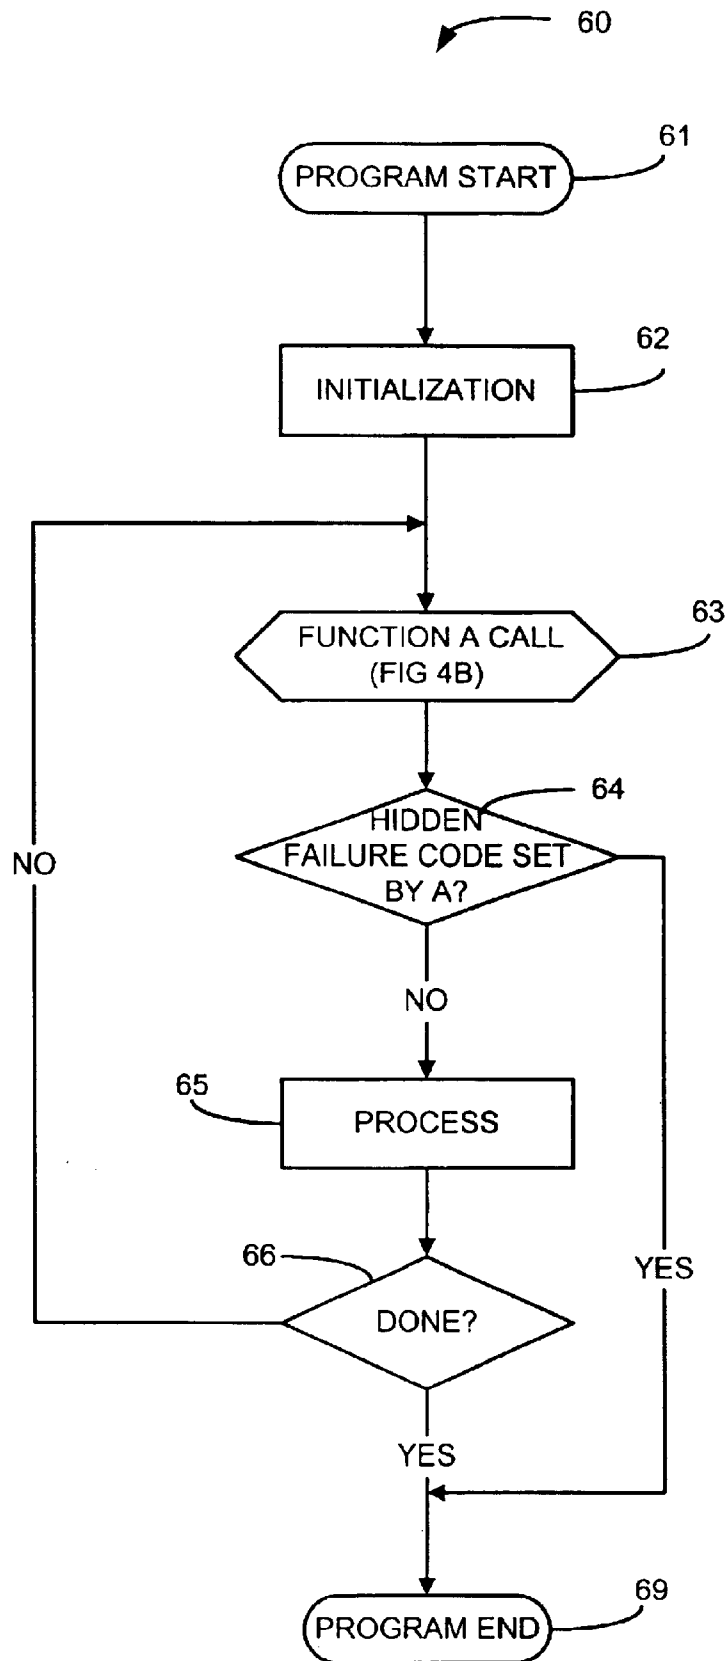 60
61
PROGRAM START
62
INITIALIZATION
63
FUNCTION A CALL
(FIG 4B)
64
HIDDEN
FAILURE CODE SET
BY A?
NO
NO
65
PROCESS
66
DONE?
YES
YES
69
PROGRAM END